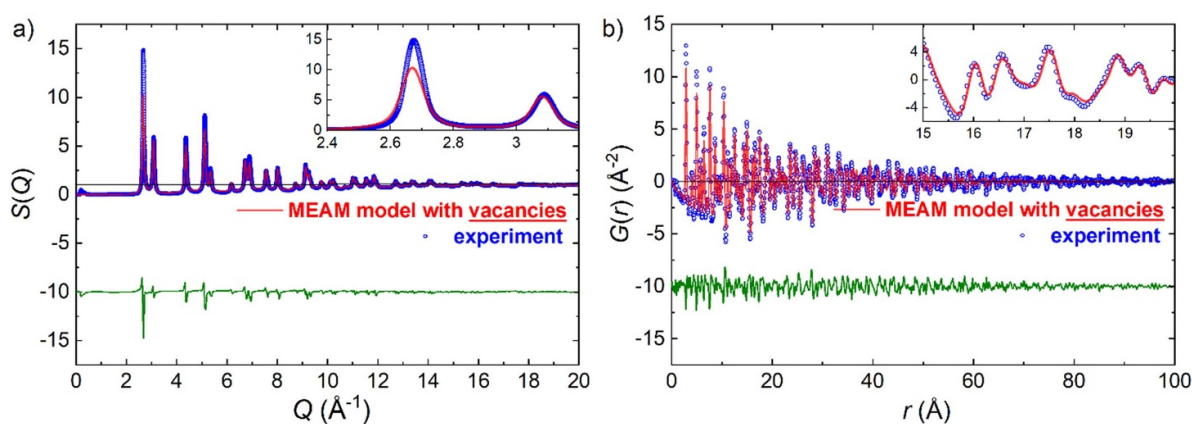 a)
15
10
5
0
-5
-10
-15
S(Q)
0 2 4 6 8 10 12 14 16 18 20
Q (Å-1)
15
10
5
0
2.4 2.6 2.8 3
MEAM model with vacancies
experiment
b)
15
10
5
0
-5
-10
-15
G(r) (Å-2)
0 20 40 60 80 100
r (Å)
4
0
-4
15 16 17 18 19
MEAM model with vacancies
experiment